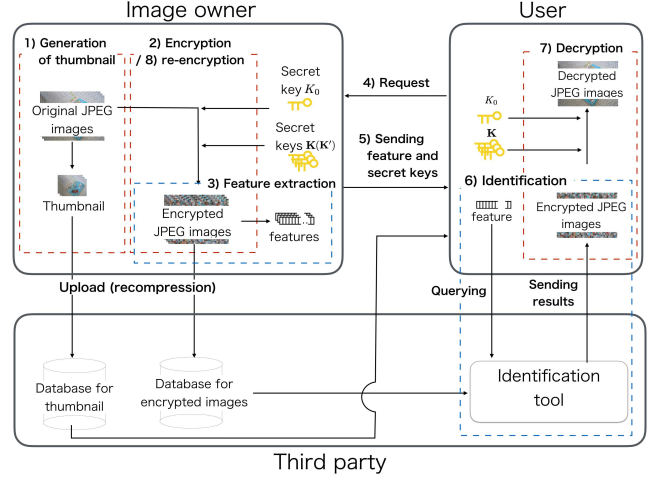 Image owner
User
1) Generation
of thumbnail
2) Encryption
/ 8) re-encryption
Secret
key K₀
Original JPEG
images
Secret
keys K(K′)
Thumbnail
3) Feature extraction
Encrypted
JPEG images
features
4) Request
5) Sending
feature and
secret keys
7) Decryption
Decrypted
JPEG images
K₀
K
6) Identification
feature
Encrypted JPEG
images
Upload (recompression)
Querying
Sending
results
Database for
thumbnail
Database for
encrypted images
Identification
tool
Third party